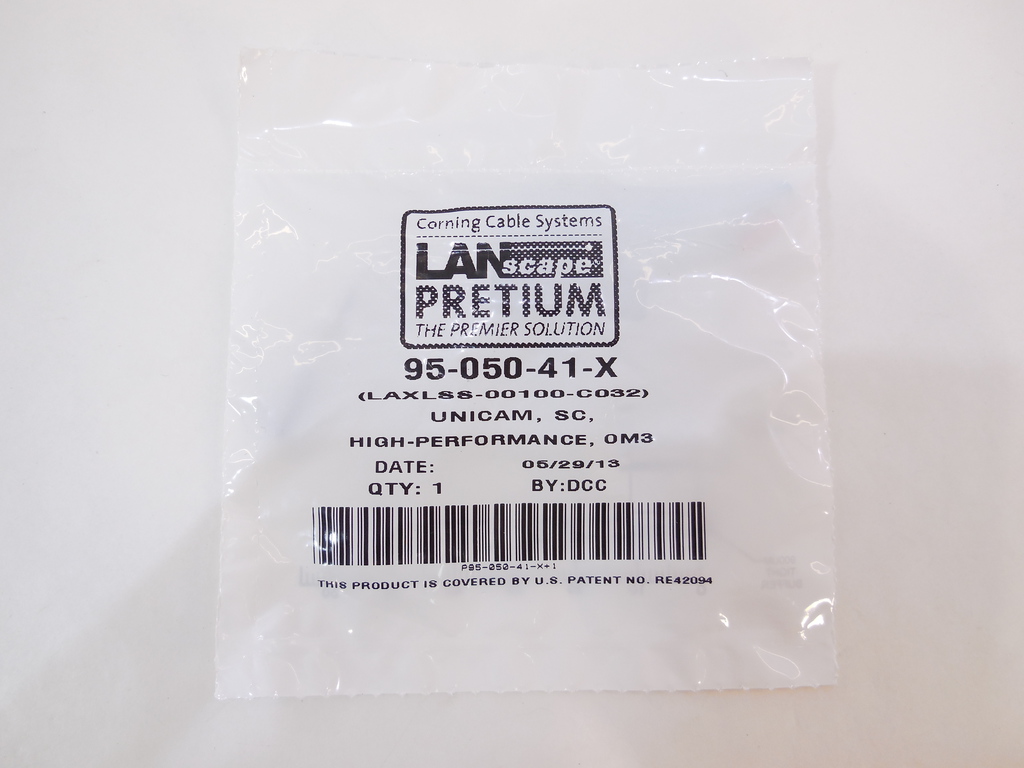 Corning Cable Systems
LANscape
PRETIUM
THE PREMIER SOLUTION
95-050-41-X
(LAXLSS-00100-C032)
UNICAM, SC,
HIGH-PERFORMANCE, OM3
DATE: 05/29/13
QTY: 1 BY:DCC
P95-050-41-X+1
THIS PRODUCT IS COVERED BY U.S. PATENT NO. RE42094